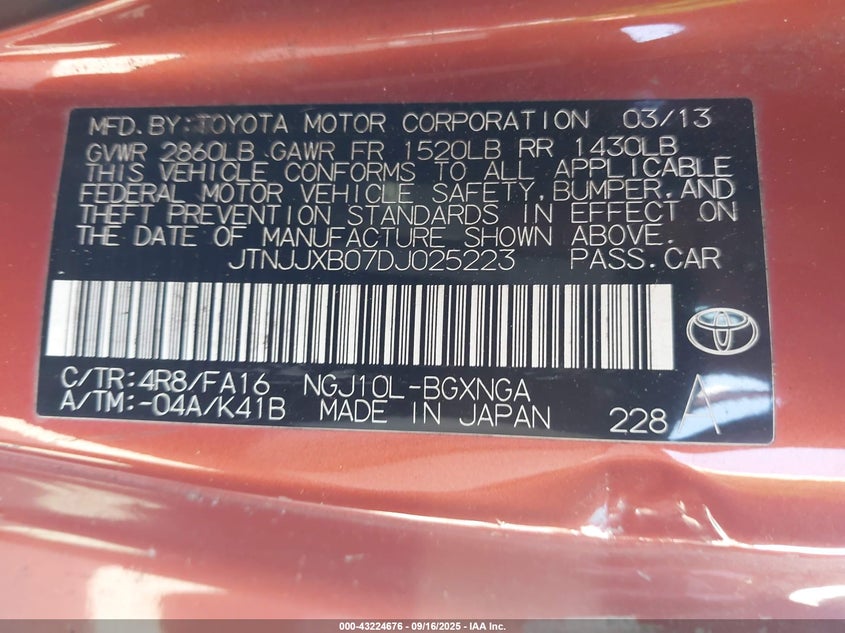 MFD. BY: TOYOTA MOTOR CORPORATION 03/13
GVWR 2860LB GAWR FR 1520LB RR 1430LB
THIS VEHICLE CONFORMS TO ALL APPLICABLE
FEDERAL MOTOR VEHICLE SAFETY, BUMPER, AND
THEFT PREVENTION STANDARDS IN EFFECT ON
THE DATE OF MANUFACTURE SHOWN ABOVE.
JTNJJXB07DJ025223 PASS.CAR
C/TR:4R8/FA16 NGJ10L-BGXNGA
A/TM:-04A/K41B MADE IN JAPAN 228 A
000-43224676 - 09/16/2025 - IAA Inc.